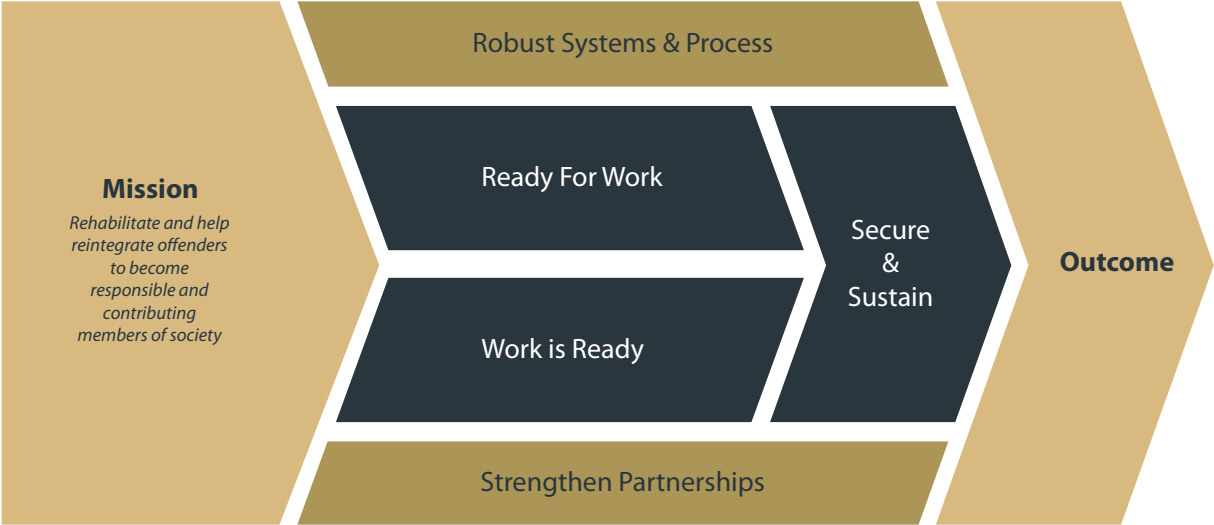 Mission
Rehabilitate and help
reintegrate offenders
to become
responsible and
contributing
members of society
Robust Systems & Process
Ready For Work
Work is Ready
Strengthen Partnerships
Secure
&
Sustain
Outcome